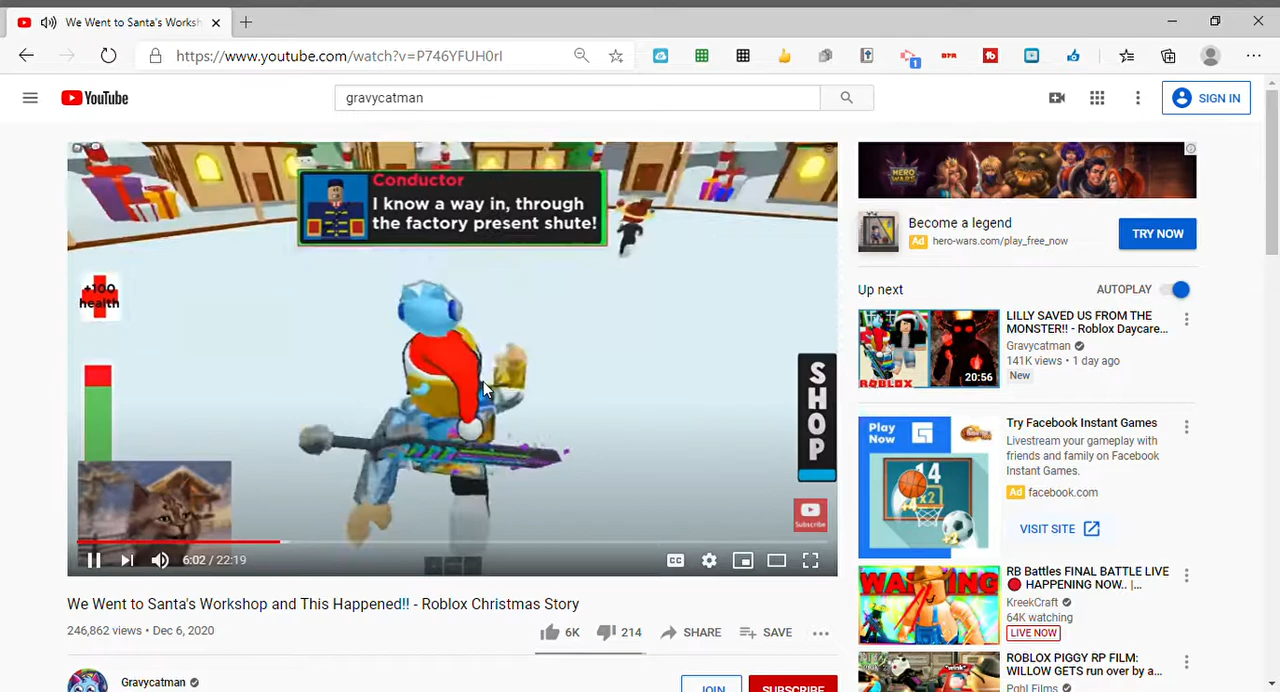 We Went to Santa's Worksh
https://www.youtube.com/watch?v=P746YFUH0rI
1
YouTube
gravycatman
SIGN IN
Conductor
I know a way in, through
the factory present shute!
+100
health
SHOP
Subscribe
6:02 / 22:19
CC
We Went to Santa's Workshop and This Happened!! - Roblox Christmas Story
246,862 views • Dec 6, 2020
6K
214
SHARE
SAVE
Gravycatman
JOIN
SUBSCRIBE
HERO
WARS
Become a legend
Ad hero-wars.com/play_free_now
TRY NOW
Up next
AUTOPLAY
ROBLOX
20:56
LILLY SAVED US FROM THE
MONSTER!! - Roblox Daycare...
Gravycatman
141K views • 1 day ago
New
Play
Now
14
x2
Try Facebook Instant Games
Livestream your gameplay with
friends and family on Facebook
Instant Games.
Ad facebook.com
VISIT SITE
RB Battles FINAL BATTLE LIVE
🔴 HAPPENING NOW.. |...
KreekCraft
64K watching
LIVE NOW
ROBLOX PIGGY RP FILM:
WILLOW GETS run over by a...
Pghl Films